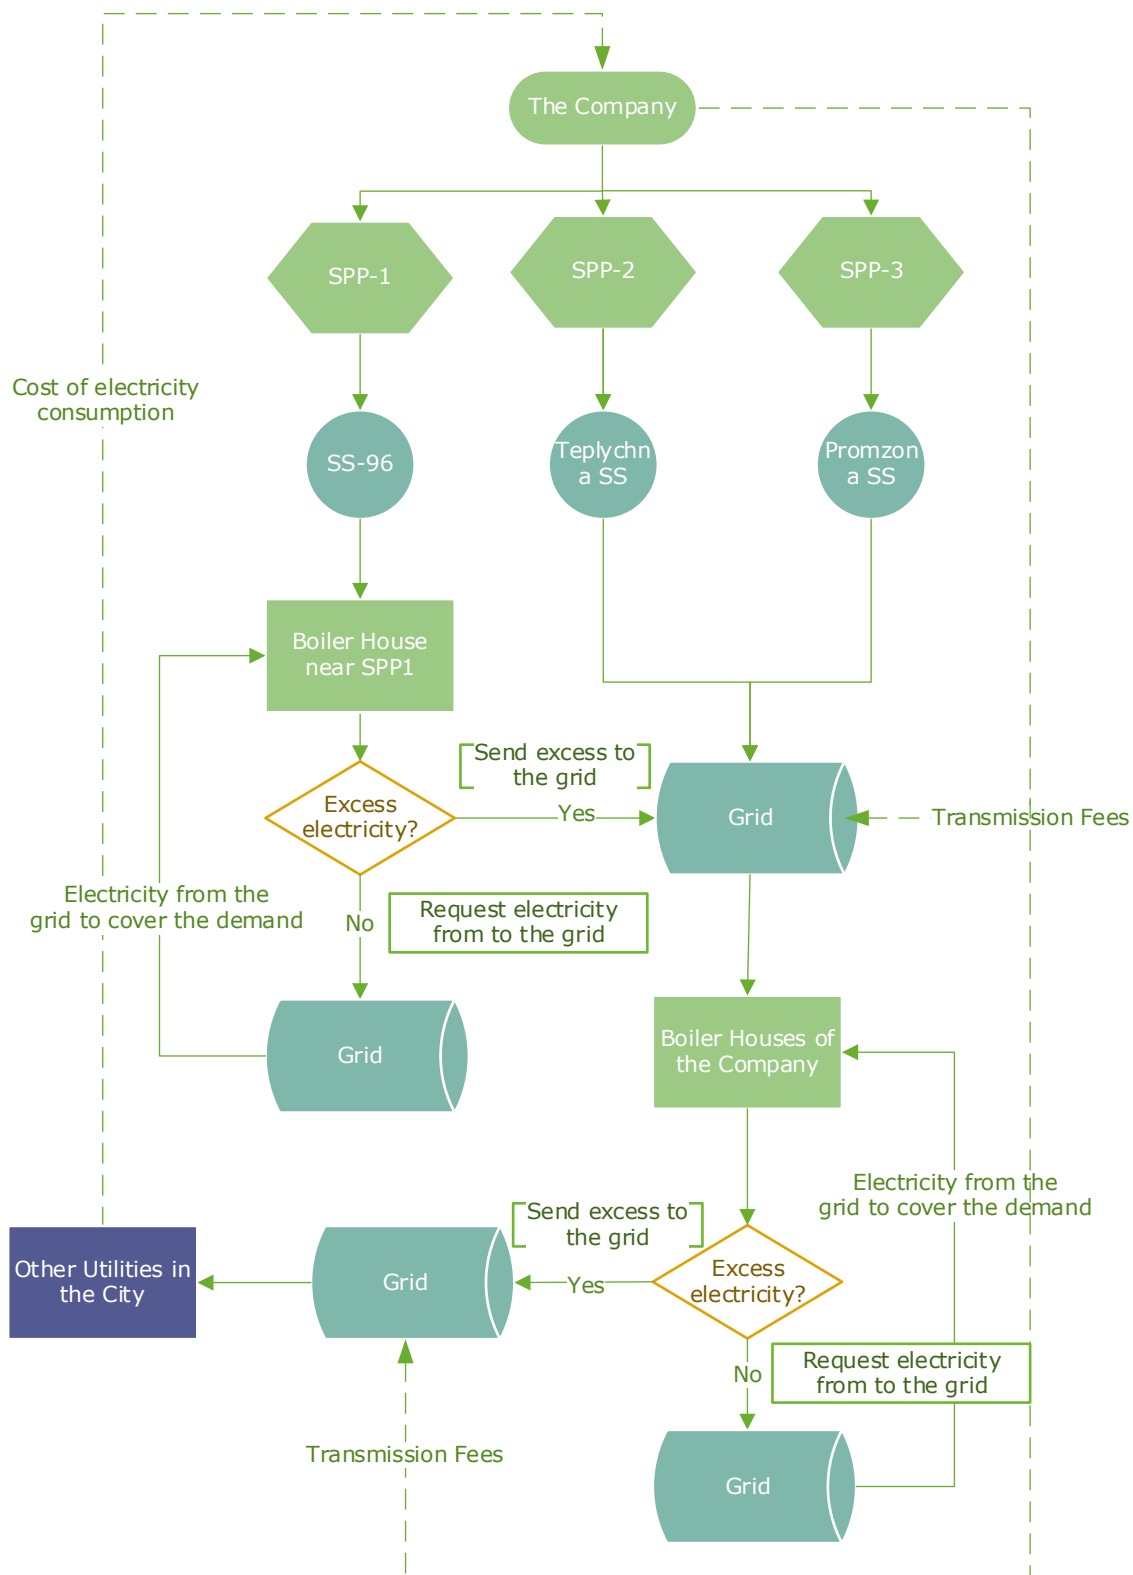 The Company
SPP-1
SPP-2
SPP-3
Cost of electricity
consumption
SS-96
Teplychn
a SS
Promzon
a SS
Boiler House
near SPP1
Send excess to
the grid
Excess
electricity?
Yes
Grid
Transmission Fees
Electricity from the
grid to cover the demand
No
Request electricity
from to the grid
Grid
Boiler Houses of
the Company
Electricity from the
grid to cover the demand
Send excess to
the grid
Other Utilities in
the City
Grid
Yes
Excess
electricity?
No
Request electricity
from to the grid
Transmission Fees
Grid